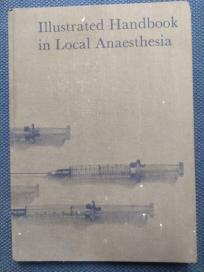 Illustrated Handbook
in Local Anaesthesia